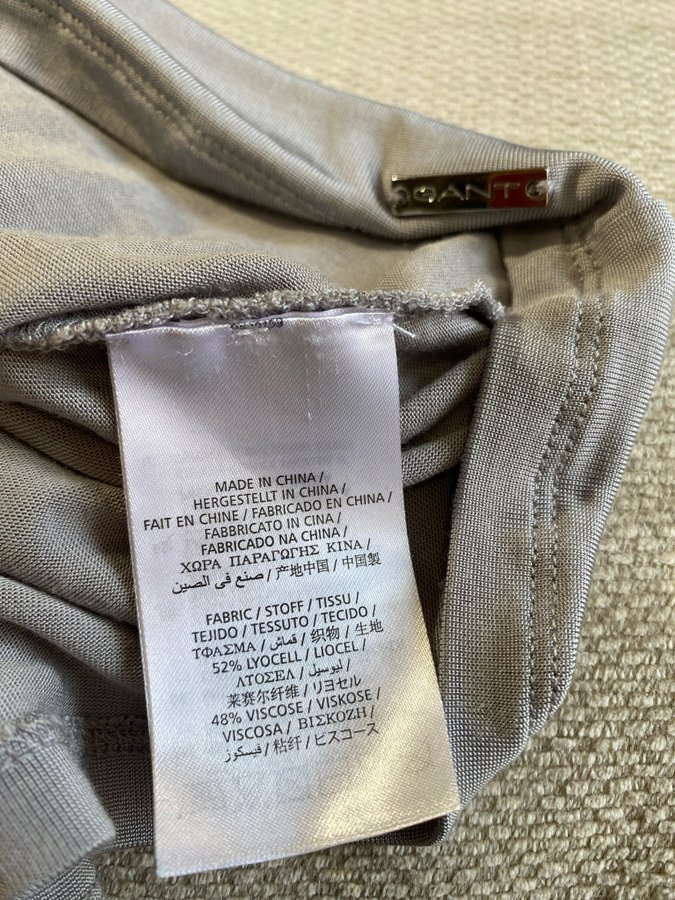 GANT
MADE IN CHINA /
HERGESTELLT IN CHINA /
FAIT EN CHINE / FABRICADO EN CHINA /
FABBRICATO IN CINA /
FABRICADO NA CHINA /
ΧΩΡΑ ΠΑΡΑΓΩΓΗΣ ΚΙΝΑ /
صنع في الصين / 产地中国 / 中国製
FABRIC / STOFF / TISSU /
TEJIDO / TESSUTO / TECIDO /
ΤΦΑΣΜΑ / قماش / 织物 / 生地
52% LYOCELL / LIOCEL /
ΛΤΟΣΕΛ / ليوسيل /
莱赛尔纤维 / リヨセル
48% VISCOSE / VISKOSE /
VISCOSA / ΒΙΣΚΟΖΗ /
فيسكوز / 粘纤 / ビスコース